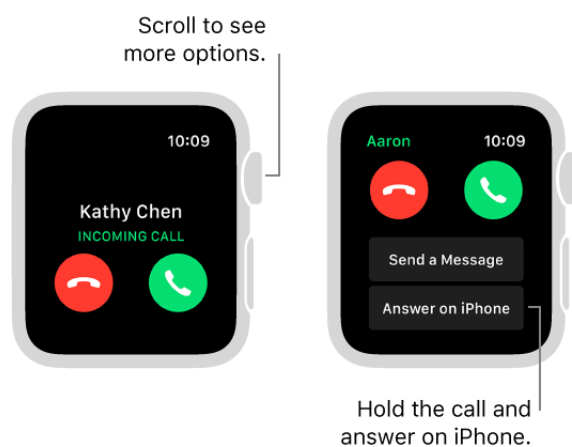 Scroll to see
more options.
10:09
Kathy Chen
INCOMING CALL
Aaron 10:09
Send a Message
Answer on iPhone
Hold the call and
answer on iPhone.